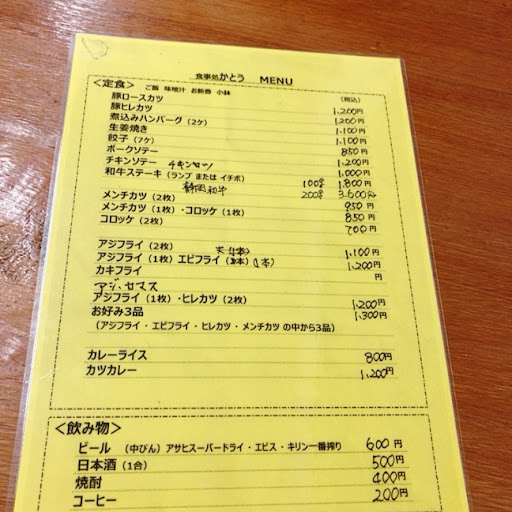 食事処かとう MENU
<定食> ご飯 味噌汁 お新香 小鉢
(税込)
豚ロースカツ 1,200円
豚ヒレカツ 1,200円
煮込みハンバーグ (2ケ) 1,100円
生姜焼き 1,100円
餃子 (7ケ) 850円
ポークソテー 1,200円
チキンソテー チキンカツ 1,000円
和牛ステーキ (ランプ または イチボ) 100g 1,800円
静岡和牛 200g 3,600円
メンチカツ (2枚) 950円
メンチカツ (1枚)・コロッケ (1枚) 850円
コロッケ (2枚) 700円
アジフライ (2枚) 1,100円
アジフライ (1枚) エビフライ (1本) 1,200円
カキフライ 円
アジフライ (1枚)・ヒレカツ (2枚) 1,200円
お好み3品 1,300円
(アジフライ・エビフライ・ヒレカツ・メンチカツ の中から3品)
カレーライス 800円
カツカレー 1,200円
<飲み物>
ビール (中びん) アサヒスーパードライ・エビス・キリン一番搾り 600円
日本酒 (1合) 500円
焼酎 400円
コーヒー 200円